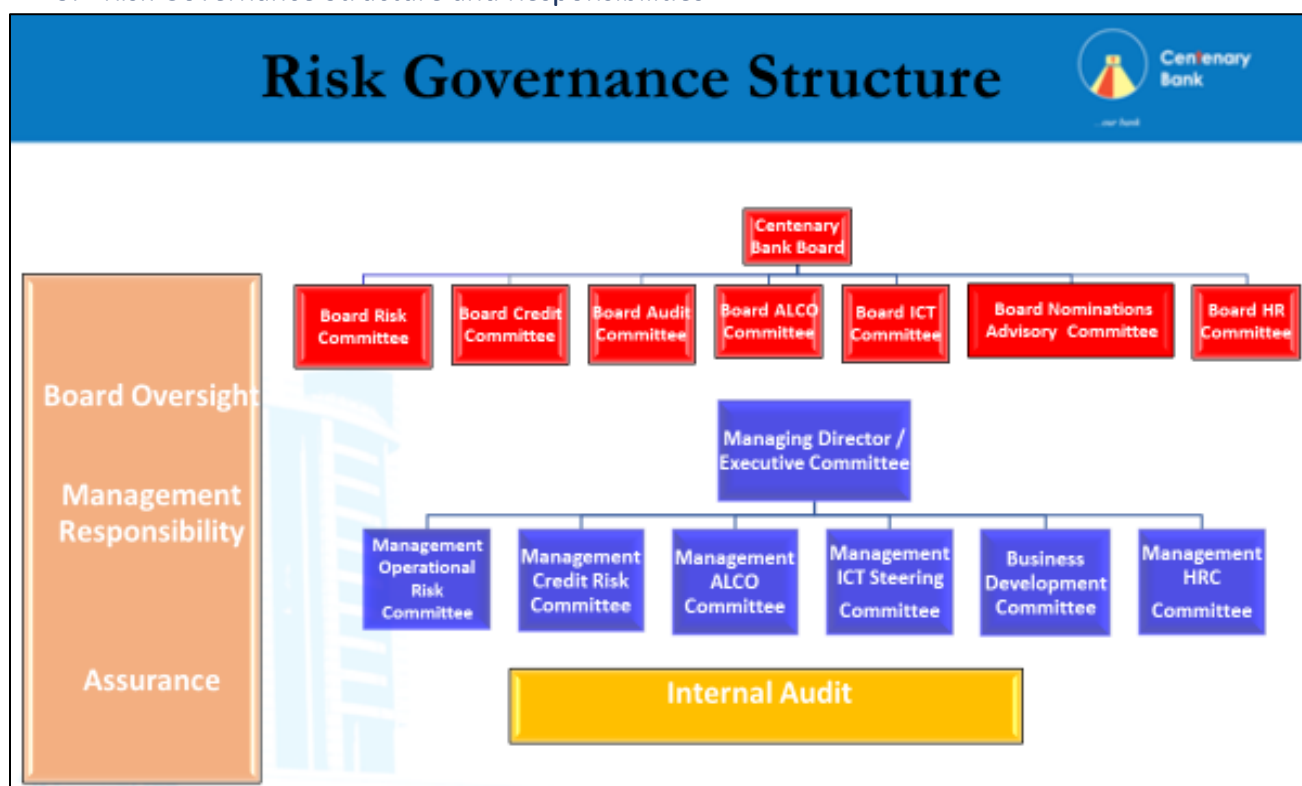 Risk Governance Structure
Centenary
Bank
...our bank
Centenary
Bank Board
Board Risk
Committee
Board Credit
Committee
Board Audit
Committee
Board ALCO
Committee
Board ICT
Committee
Board Nominations
Advisory Committee
Board HR
Committee
Board Oversight
Managing Director /
Executive Committee
Management
Responsibility
Management
Operational
Risk
Committee
Management
Credit Risk
Committee
Management
ALCO
Committee
Management
ICT Steering
Committee
Business
Development
Committee
Management
HRC
Committee
Assurance
Internal Audit